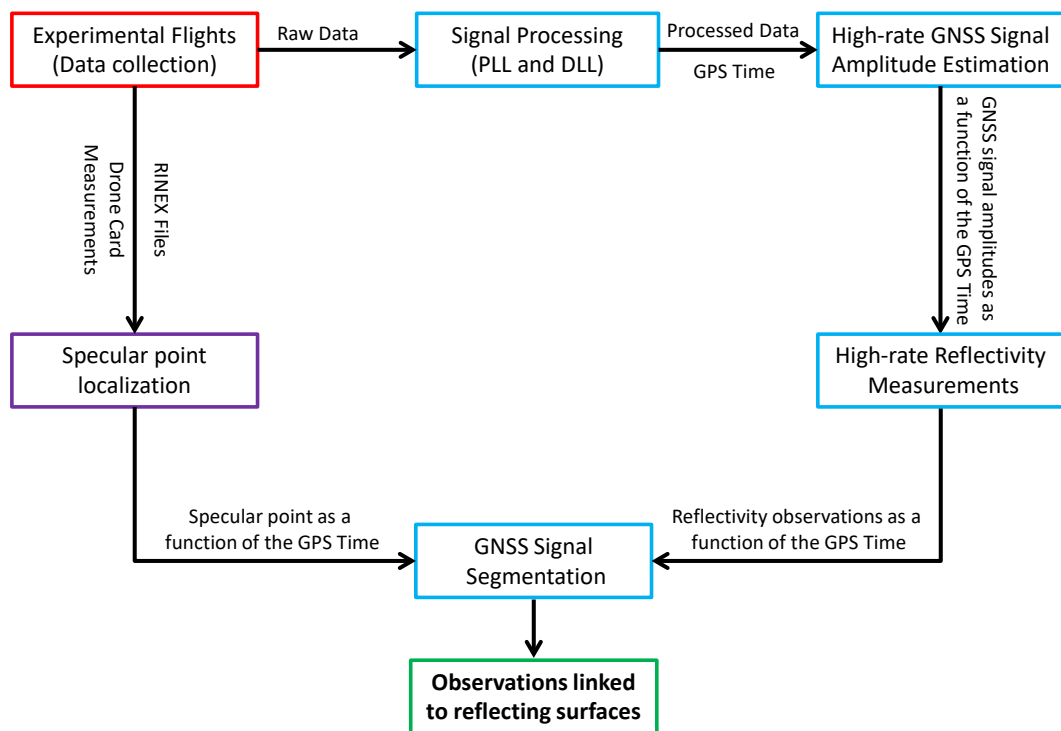 Experimental Flights
(Data collection)
Raw Data
Signal Processing
(PLL and DLL)
Processed Data
GPS Time
High-rate GNSS Signal
Amplitude Estimation
RINEX Files
Drone Card
Measurements
GNSS signal amplitudes as
a function of the GPS Time
Specular point
localization
High-rate Reflectivity
Measurements
Specular point as a
function of the GPS Time
GNSS Signal
Segmentation
Reflectivity observations as a
function of the GPS Time
Observations linked
to reflecting surfaces